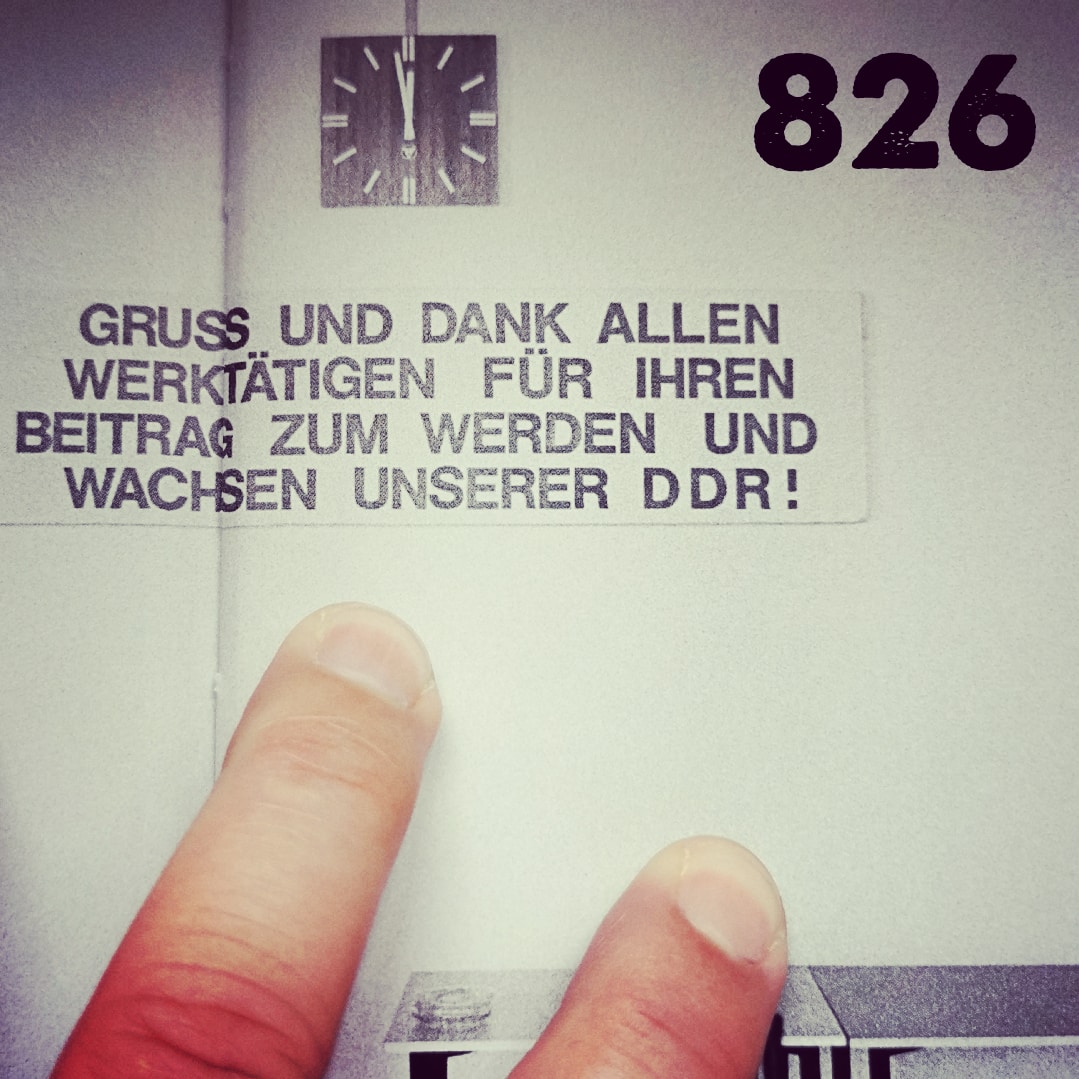 826
GRUSS UND DANK ALLEN
WERKTÄTIGEN FÜR IHREN
BEITRAG ZUM WERDEN UND
WACHSEN UNSERER DDR!